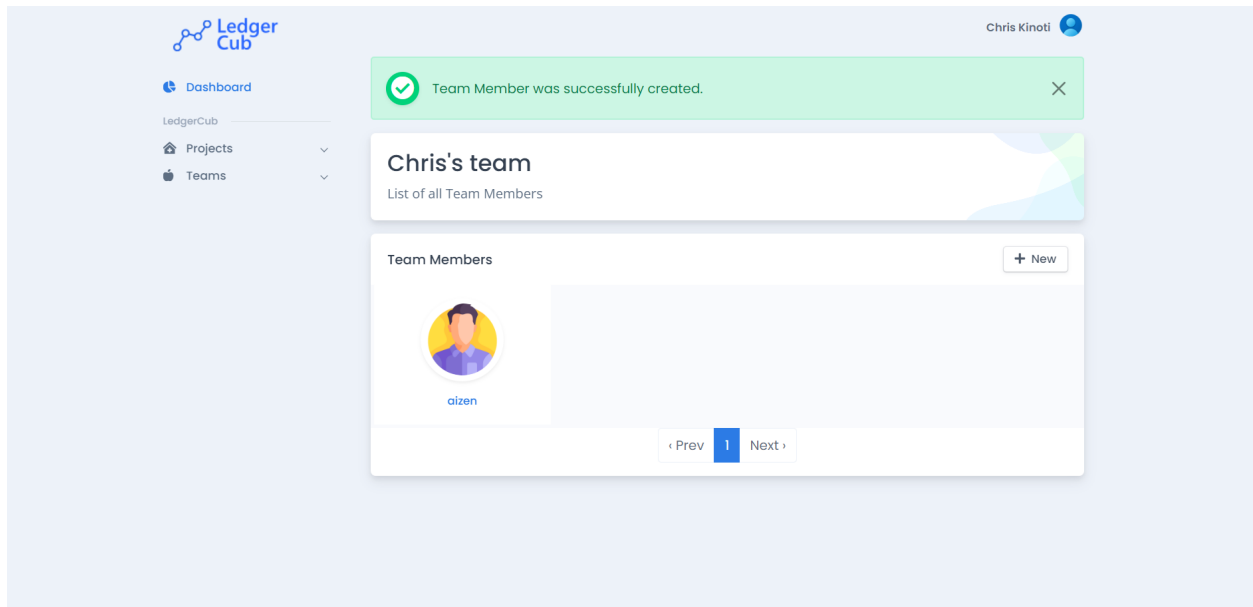 Ledger
Cub
Chris Kinoti
Dashboard
LedgerCub
Projects
Teams
Team Member was successfully created.
Chris's team
List of all Team Members
Team Members
+ New
aizen
‹ Prev 1 Next ›